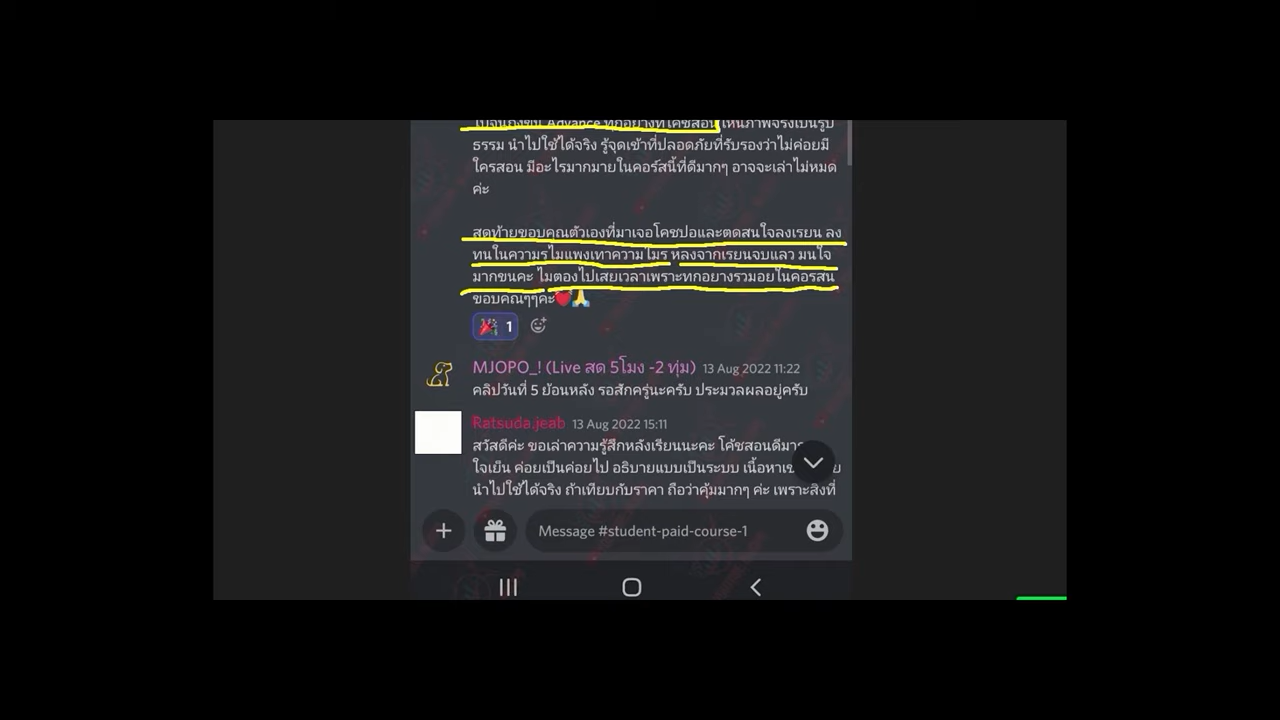 ไปจนถึงขั้น Advance ทุกอย่างที่โค้ชสอน เห็นภาพจริงเป็นรูป
ธรรม นำไปใช้ได้จริง รู้จุดเข้าที่ปลอดภัยที่รับรองว่าไม่ค่อยมี
ใครสอน มีอะไรมากมายในคอร์สนี้ที่ดีมากๆ อาจจะเล่าไม่หมด
ค่ะ
สุดท้ายขอบคุณตัวเองที่มาเจอโค้ชปอและตัดสินใจลงเรียน ลง
ทุนในความรู้ไม่แพงเท่าความไม่รู้ หลังจากเรียนจบแล้ว มั่นใจ
มากขึ้นค่ะ ไม่ต้องไปเสียเวลาเพราะทุกอย่างรวมอยู่ในคอร์สนี้
ขอบคุณๆๆค่ะ❤️🙏
🎉 1
MJOPO_! (Live สด 5โมง -2 ทุ่ม) 13 Aug 2022 11:22
คลิปวันที่ 5 ย้อนหลัง รอสักครู่นะครับ ประมวลผลอยู่ครับ
Ratsuda.jeab 13 Aug 2022 15:11
สวัสดีค่ะ ขอเล่าความรู้สึกหลังเรียนนะคะ โค้ชสอนดีมาก
ใจเย็น ค่อยเป็นค่อยไป อธิบายแบบเป็นระบบ เนื้อหา
นำไปใช้ได้จริง ถ้าเทียบกับราคา ถือว่าคุ้มมากๆ ค่ะ เพราะสิ่งที่
Message #student-paid-course-1